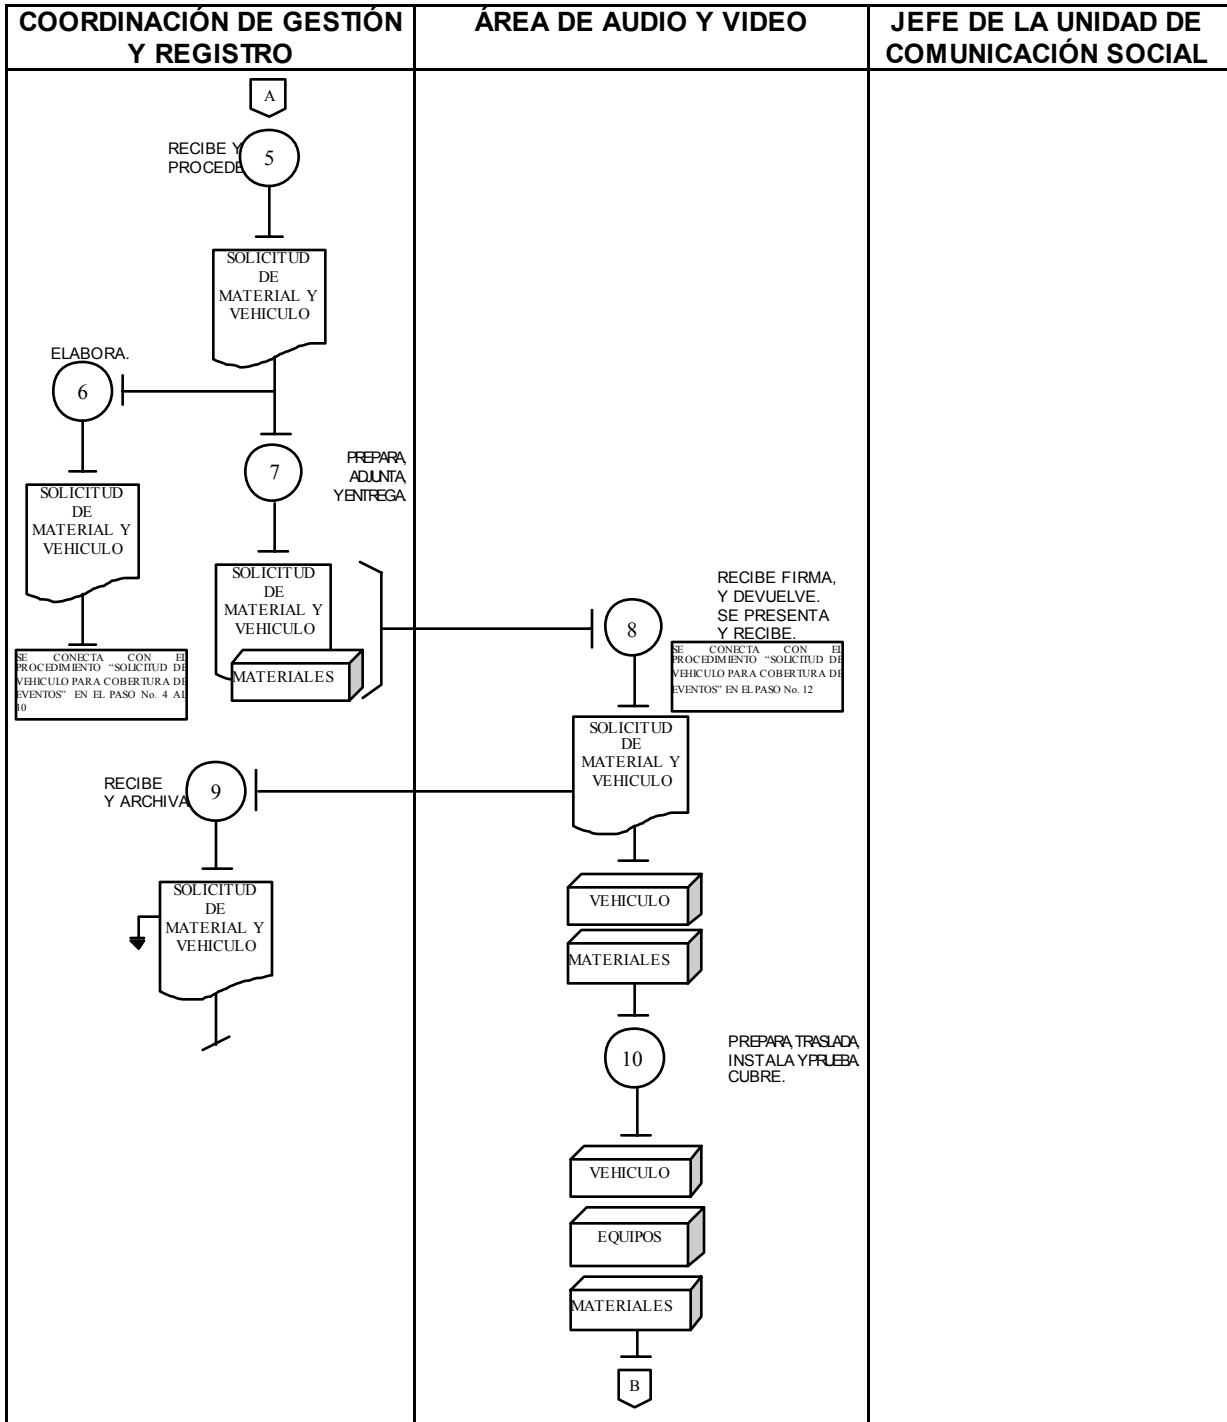 COORDINACIÓN DE GESTIÓN
Y REGISTRO
ÁREA DE AUDIO Y VIDEO
JEFE DE LA UNIDAD DE
COMUNICACIÓN SOCIAL
A
RECIBE Y
PROCEDE
5
SOLICITUD
DE
MATERIAL Y
VEHICULO
ELABORA.
6
7
PREPARA,
ADJUNTA,
Y ENTREGA.
SOLICITUD
DE
MATERIAL Y
VEHICULO
SOLICITUD
DE
MATERIAL Y
VEHICULO
MATERIALES
SE CONECTA CON EL
PROCEDIMIENTO “SOLICITUD DE
VEHICULO PARA COBERTURA DE
EVENTOS” EN EL PASO No. 4 AL
10
8
RECIBE FIRMA,
Y DEVUELVE.
SE PRESENTA
Y RECIBE.
SE CONECTA CON EL
PROCEDIMIENTO “SOLICITUD DE
VEHICULO PARA COBERTURA DE
EVENTOS” EN EL PASO No. 12
SOLICITUD
DE
MATERIAL Y
VEHICULO
RECIBE
Y ARCHIVA
9
SOLICITUD
DE
MATERIAL Y
VEHICULO
VEHICULO
MATERIALES
10
PREPARA, TRASLADA,
INSTALA Y PRUEBA.
CUBRE.
VEHICULO
EQUIPOS
MATERIALES
B